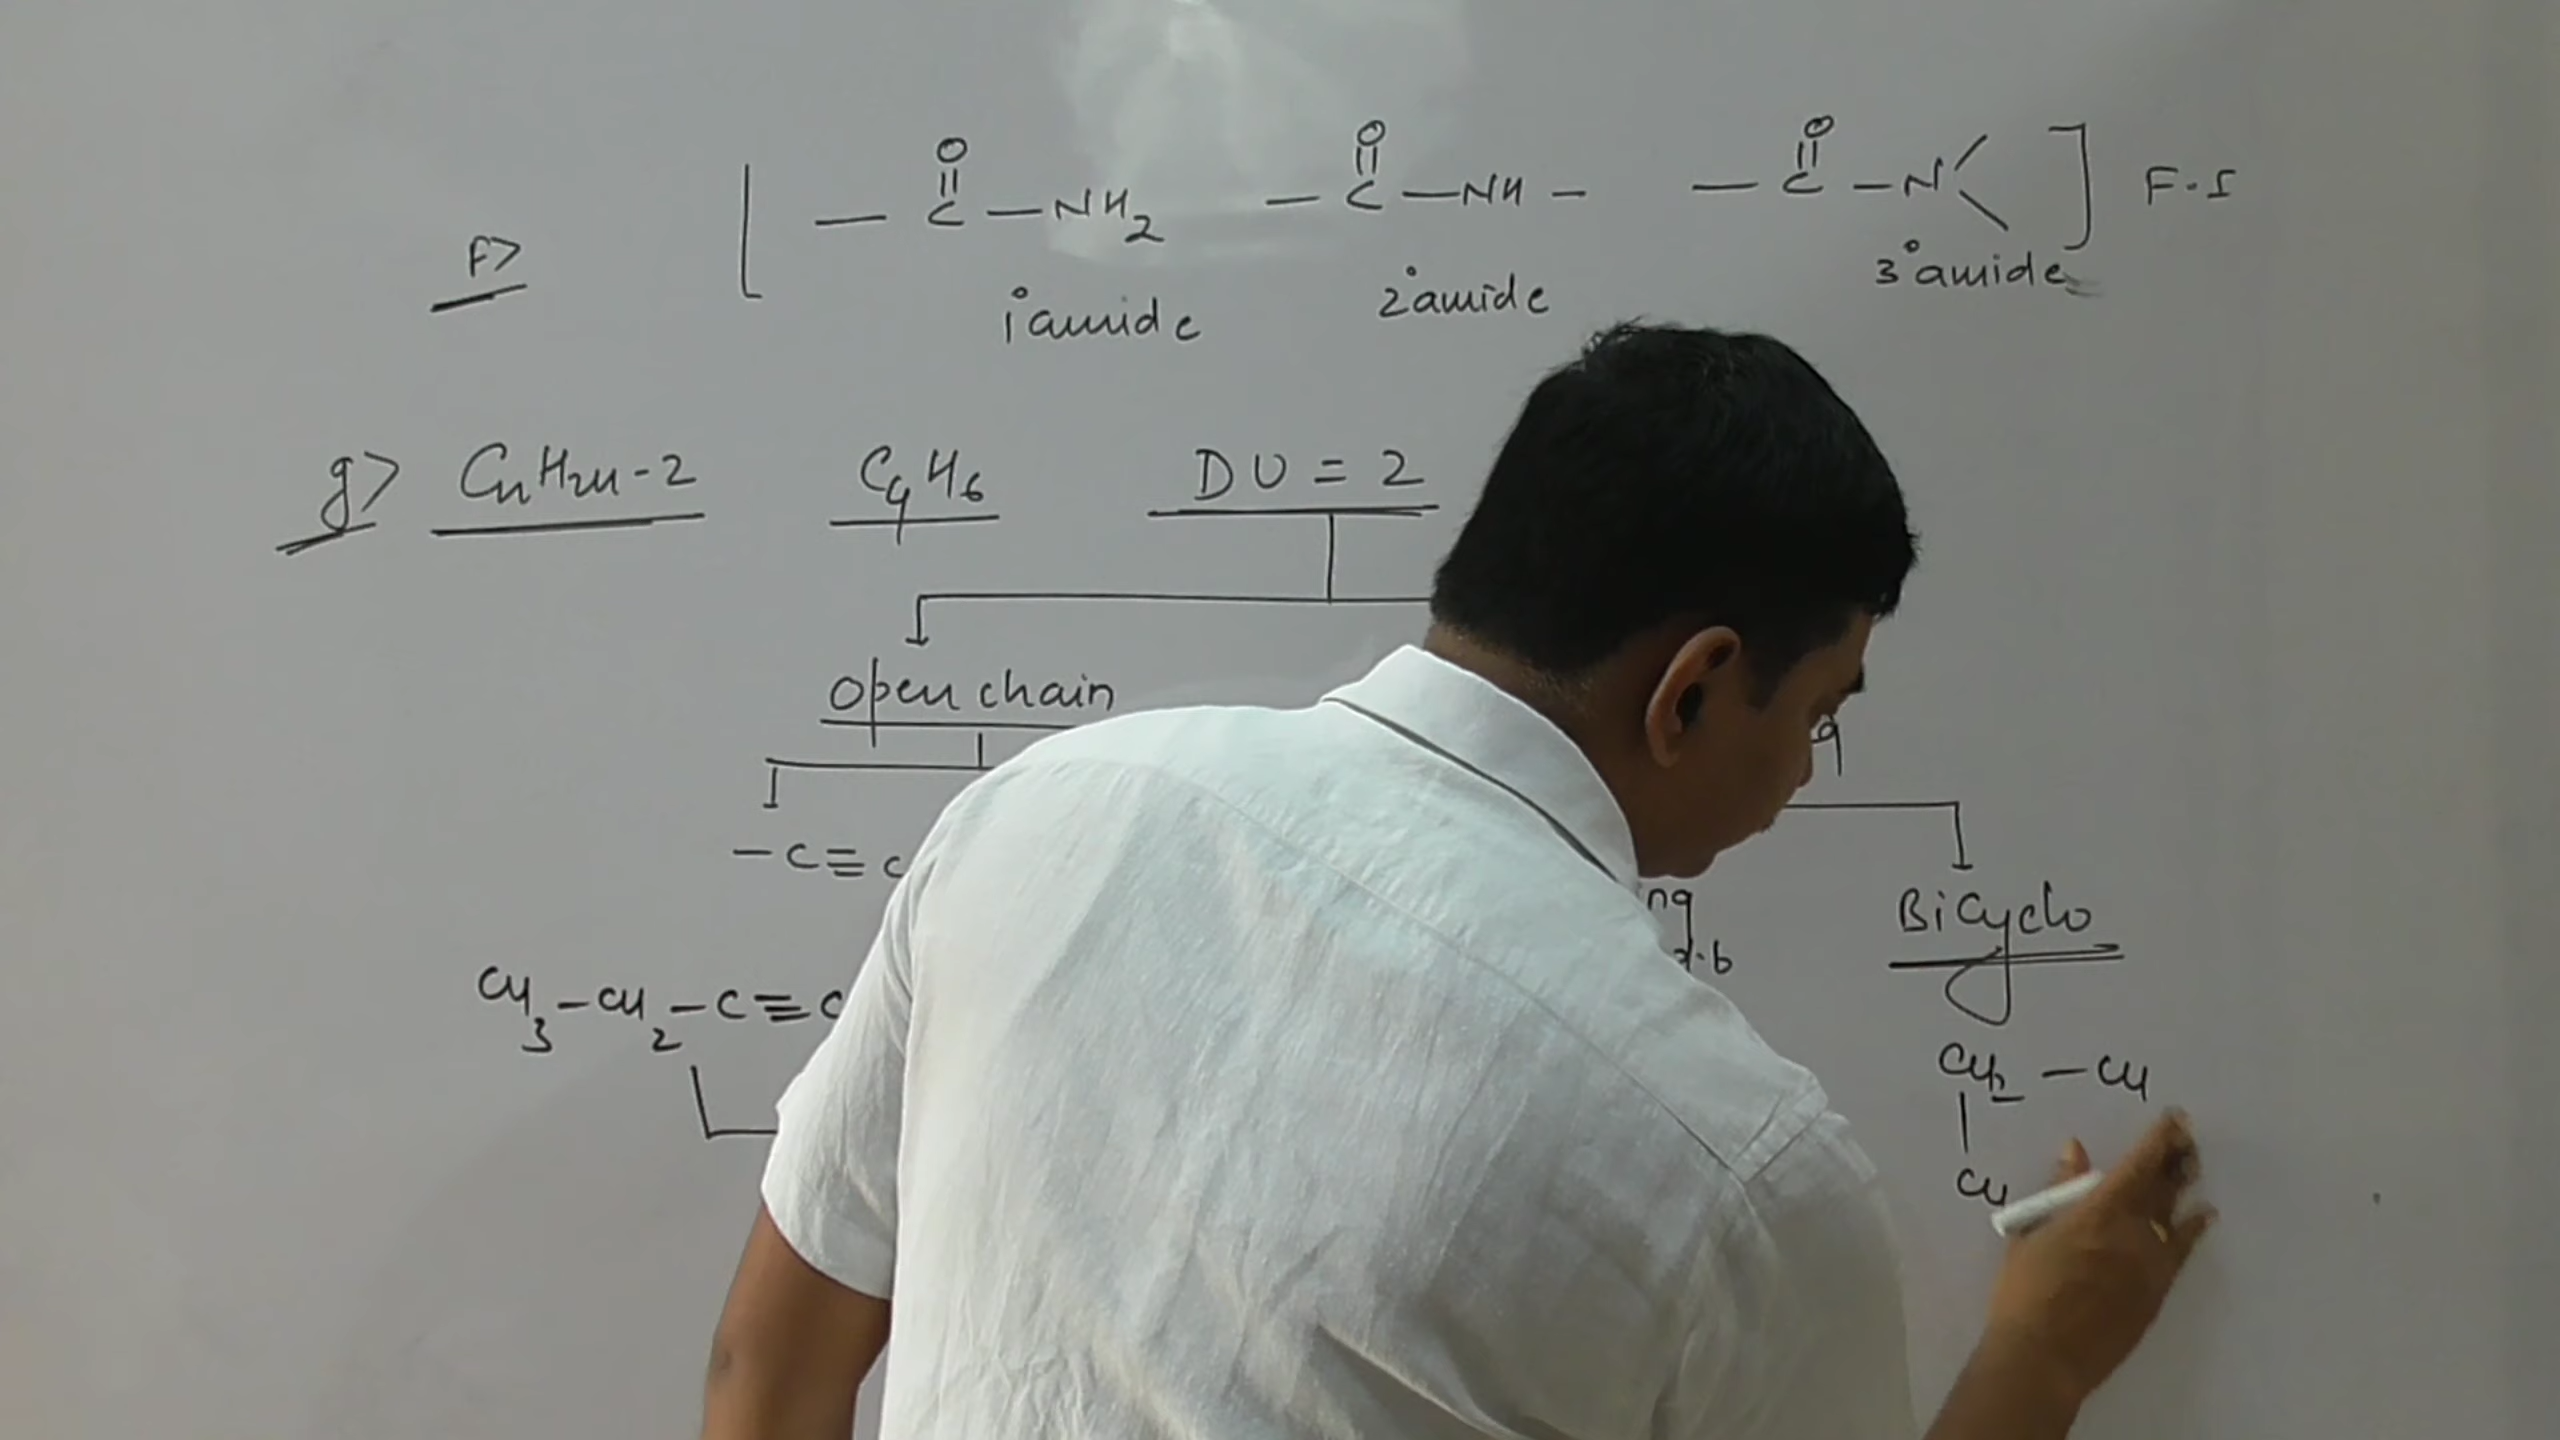 O O O
|| || ||
f> [ — C — NH2 — C — NH — — C — N< ] F.I
1° amide 2° amide 3° amide
g> CnH2n-2 C4H6 DU = 2
open chain
-C≡C
ng
d.b
Bicyclo
CH3-CH2-C≡C
CH2-CH
|
CH